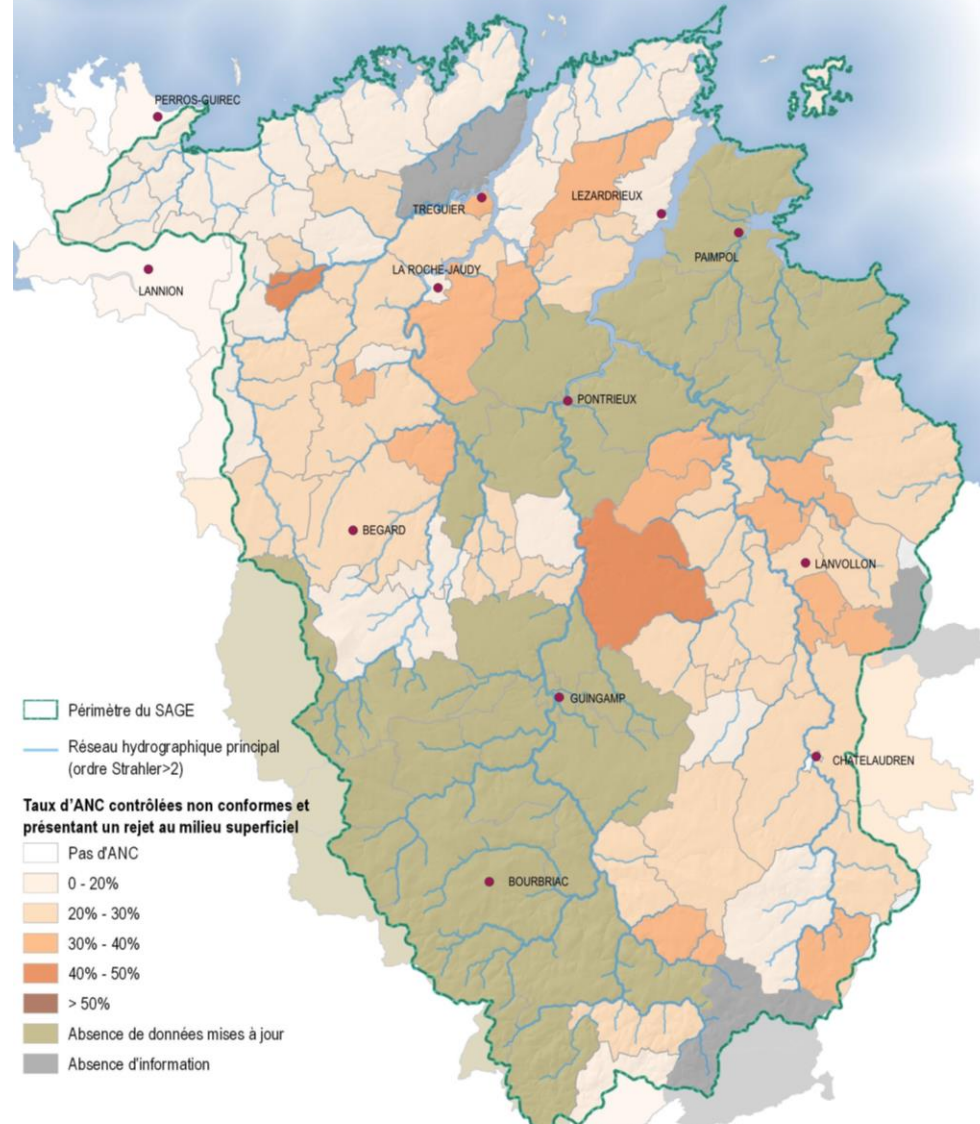 PERROS-GUIREC
TREGUIER
LEZARDRIEUX
PAIMPOL
LANNION
LA ROCHE-JAUDY
PONTRIEUX
BEGARD
LANVOLLON
GUINGAMP
CHATELAUDREN
BOURBRIAC
Périmètre du SAGE
Réseau hydrographique principal
(ordre Strahler>2)
Taux d'ANC contrôlées non conformes et
présentant un rejet au milieu superficiel
Pas d'ANC
0 - 20%
20% - 30%
30% - 40%
40% - 50%
> 50%
Absence de données mises à jour
Absence d'information